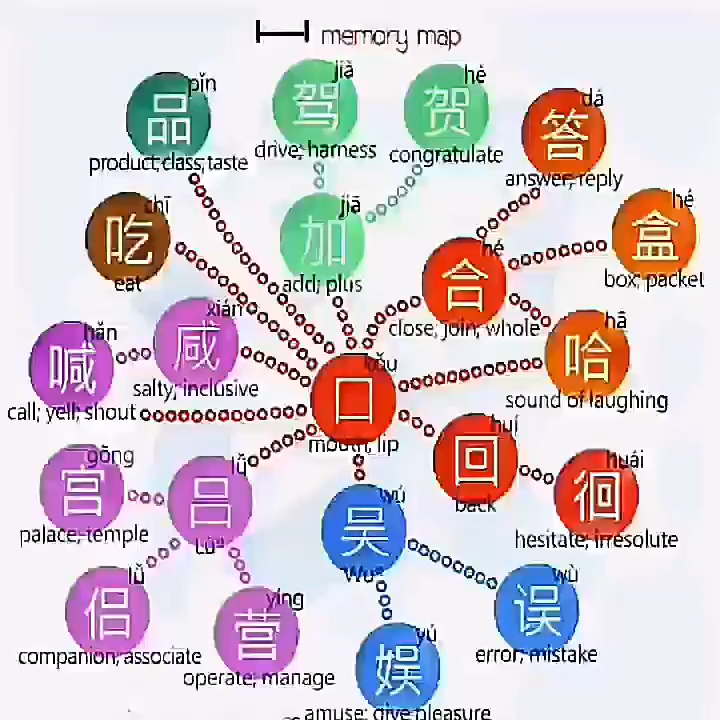 memory map
pǐn
品
product;class;taste
jià
驾
drive; harness
hè
贺
congratulate
dá
答
answer; reply
chī
吃
eat
jiā
加
add; plus
hé
合
close; join; whole
hé
盒
box; packet
hǎn
喊
call; yell; shout
xián
咸
salty; inclusive
hā
哈
sound of laughing
kǒu
口
mouth; lip
huí
回
back
huái
徊
hesitate; irresolute
gōng
宫
palace; temple
lǚ
吕
Lü*
wú
吴
Wu*
wù
误
error; mistake
lǚ
侣
companion; associate
yíng
营
operate; manage
yú
娱
amuse; give pleasure